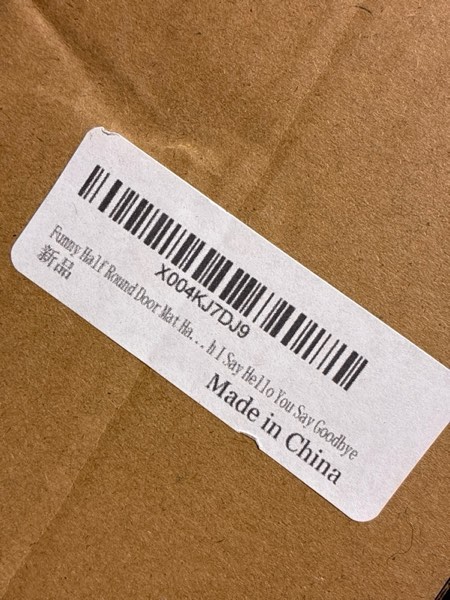 X004KJ7DJ9
Funny Half Round Door Mat Ha... h I Say Hello You Say Goodbye
新品
Made in China